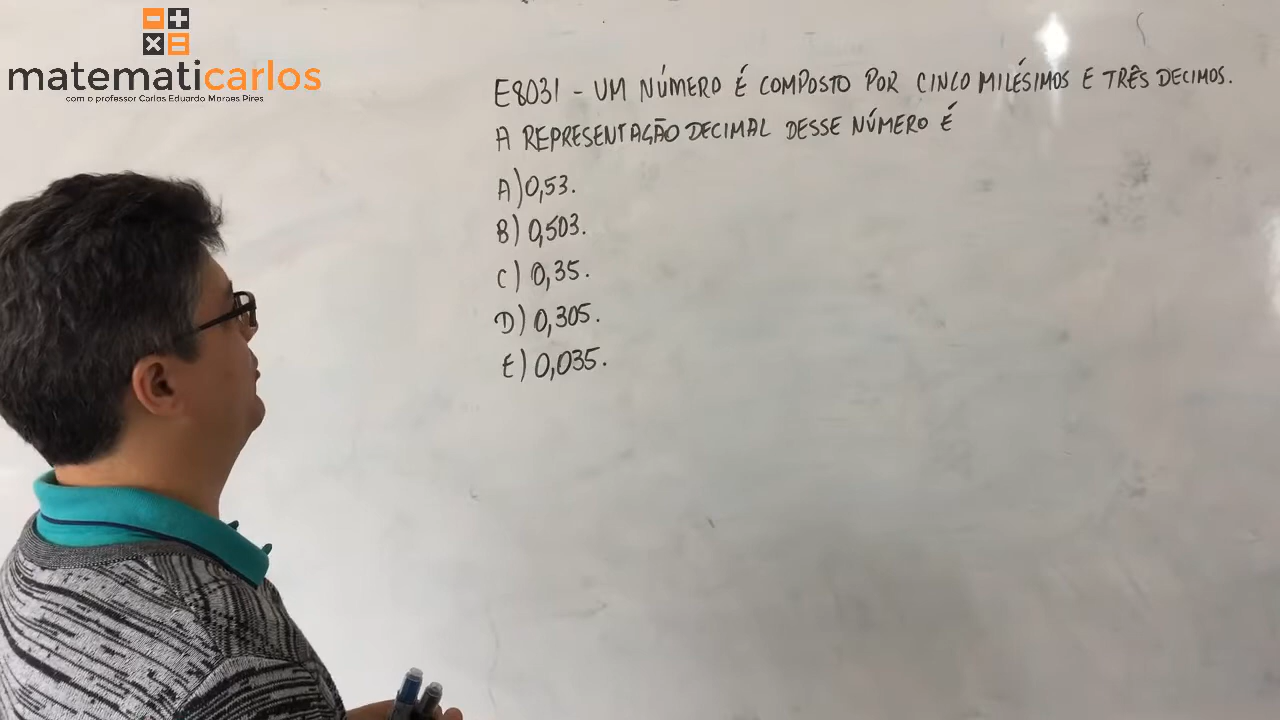 matematicarlos
com o professor Carlos Eduardo Moraes Pires
E8031 - UM NÚMERO É COMPOSTO POR CINCO MILÉSIMOS E TRÊS DECIMOS.
A REPRESENTAÇÃO DECIMAL DESSE NÚMERO É
A) 0,53.
B) 0,503.
C) 0,35.
D) 0,305.
E) 0,035.